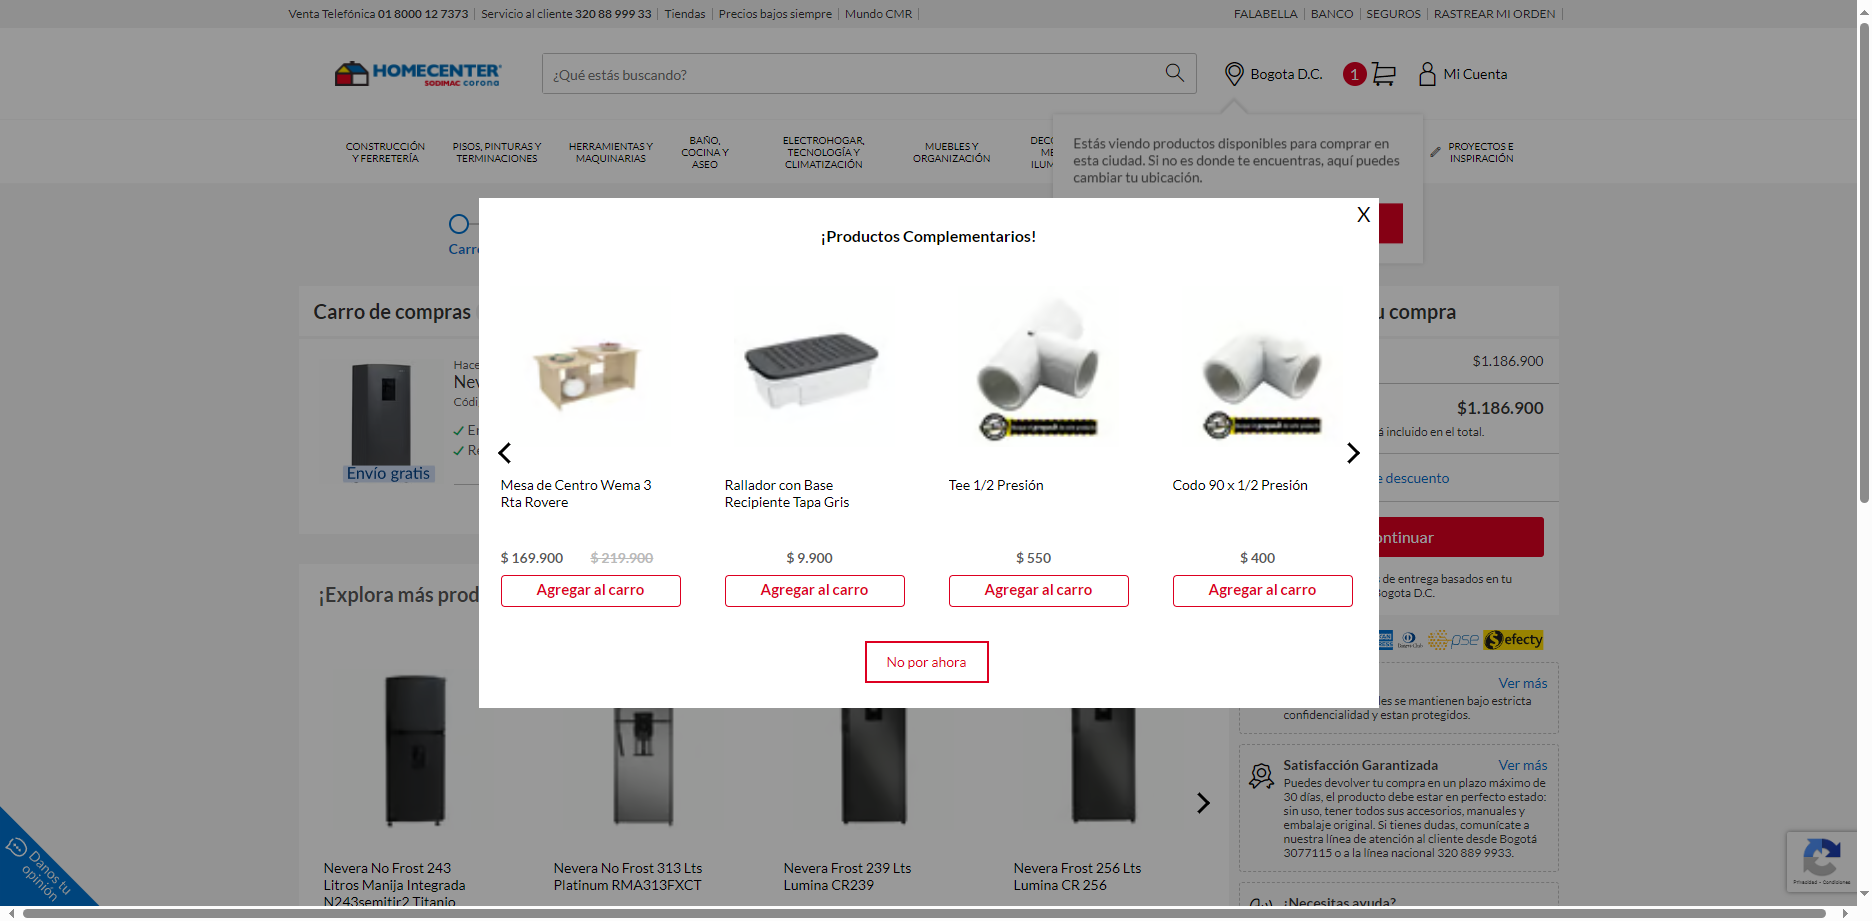 Venta Telefónica 01 8000 12 7373 | Servicio al cliente 320 88 999 33 | Tiendas | Precios bajos siempre | Mundo CMR |
FALABELLA | BANCO | SEGUROS | RASTREAR MI ORDEN |
HOMECENTER
SODIMAC corona
¿Qué estás buscando?
Bogota D.C.
1
Mi Cuenta
CONSTRUCCIÓN
Y FERRETERÍA
PISOS, PINTURAS Y
TERMINACIONES
HERRAMIENTAS Y
MAQUINARIAS
BAÑO,
COCINA Y
ASEO
ELECTROHOGAR,
TECNOLOGÍA Y
CLIMATIZACIÓN
MUEBLES Y
ORGANIZACIÓN
DECO
ME
ILUM
PROYECTOS E
INSPIRACIÓN
Estás viendo productos disponibles para comprar en
esta ciudad. Si no es donde te encuentras, aquí puedes
cambiar tu ubicación.
Carro
X
¡Productos Complementarios!
Mesa de Centro Wema 3
Rta Rovere
$ 169.900 $ 219.900
Agregar al carro
Rallador con Base
Recipiente Tapa Gris
$ 9.900
Agregar al carro
Tee 1/2 Presión
$ 550
Agregar al carro
Codo 90 x 1/2 Presión
$ 400
Agregar al carro
No por ahora
Carro de compras
Hace
Nev
Códi
En
Re
Envío gratis
u compra
$1.186.900
$1.186.900
á incluido en el total.
e descuento
ontinuar
s de entrega basados en tu
Bogota D.C.
pse
efecty
Ver más
les se mantienen bajo estricta
confidencialidad y estan protegidos.
Satisfacción Garantizada Ver más
Puedes devolver tu compra en un plazo máximo de
30 días, el producto debe estar en perfecto estado:
sin uso, tener todos sus accesorios, manuales y
embalaje original. Si tienes dudas, comunícate a
nuestra línea de atención al cliente desde Bogotá
3077115 o a la línea nacional 320 889 9933.
¿Necesitas ayuda?
¡Explora más prod
Nevera No Frost 243
Litros Manija Integrada
N243semitir2 Titanio
Nevera No Frost 313 Lts
Platinum RMA313FXCT
Nevera Frost 239 Lts
Lumina CR239
Nevera Frost 256 Lts
Lumina CR 256
Danos tu
opinión
Privacidad - Condiciones